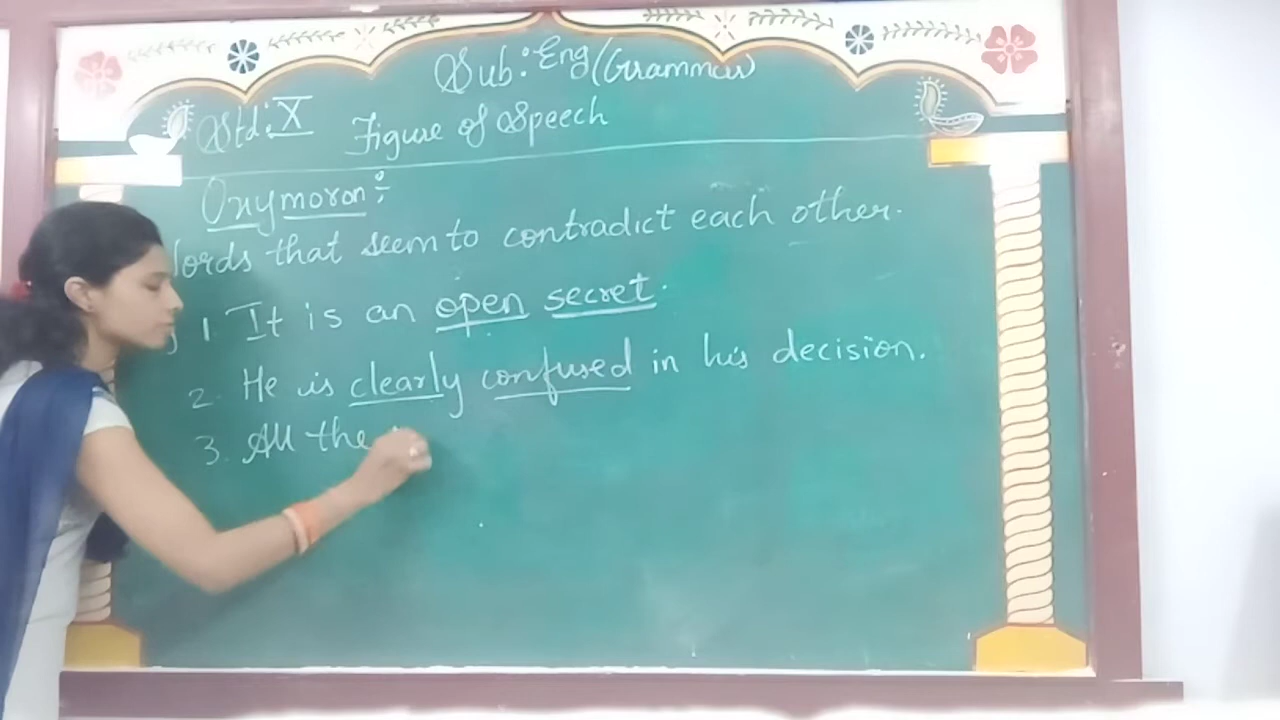 Sub: Eng (Grammar)
Std: X Figure of Speech
Oxymoron:-
ords that seem to contradict each other.
1. It is an open secret.
2. He is clearly confused in his decision.
3. All the